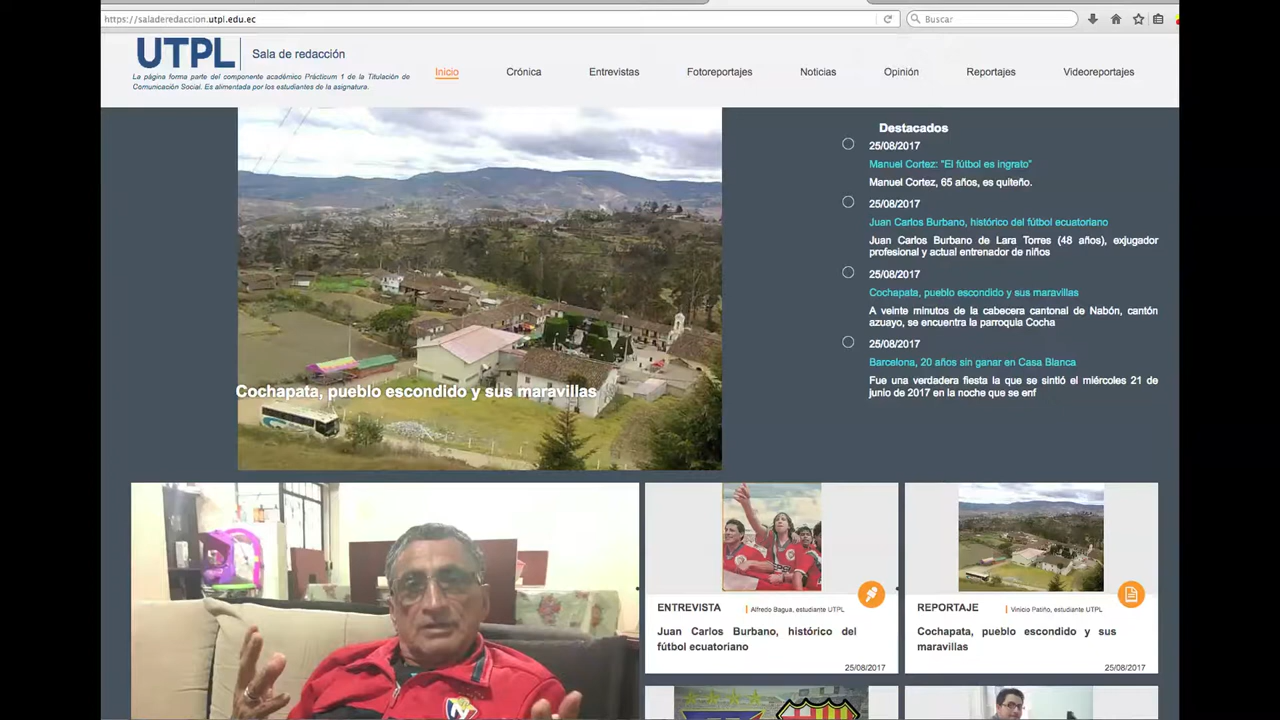 https://saladeredaccion.utpl.edu.ec
Buscar
UTPL
Sala de redacción
La página forma parte del componente académico Prácticum 1 de la Titulación de
Comunicación Social. Es alimentada por los estudiantes de la asignatura.
Inicio
Crónica
Entrevistas
Fotoreportajes
Noticias
Opinión
Reportajes
Videoreportajes
Cochapata, pueblo escondido y sus maravillas
Destacados
25/08/2017
Manuel Cortez: "El fútbol es ingrato"
Manuel Cortez, 65 años, es quiteño.
25/08/2017
Juan Carlos Burbano, histórico del fútbol ecuatoriano
Juan Carlos Burbano de Lara Torres (48 años), exjugador
profesional y actual entrenador de niños
25/08/2017
Cochapata, pueblo escondido y sus maravillas
A veinte minutos de la cabecera cantonal de Nabón, cantón
azuayo, se encuentra la parroquia Cocha
25/08/2017
Barcelona, 20 años sin ganar en Casa Blanca
Fue una verdadera fiesta la que se sintió el miércoles 21 de
junio de 2017 en la noche que se enf
ENTREVISTA
Alfredo Bagua, estudiante UTPL
Juan Carlos Burbano, histórico del
fútbol ecuatoriano
25/08/2017
REPORTAJE
Vinicio Patiño, estudiante UTPL
Cochapata, pueblo escondido y sus
maravillas
25/08/2017
N